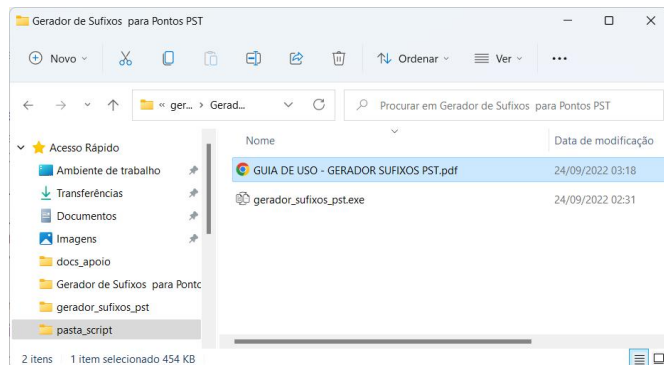 Gerador de Sufixos para Pontos PST
Novo
Ordenar
Ver
« ger... > Gerad...
Procurar em Gerador de Sufixos para Pontos PST
Acesso Rápido
Ambiente de trabalho
Transferências
Documentos
Imagens
docs_apoio
Gerador de Sufixos para Pontc
gerador_sufixos_pst
pasta_script
Nome
Data de modificação
GUIA DE USO - GERADOR SUFIXOS PST.pdf
24/09/2022 03:18
gerador_sufixos_pst.exe
24/09/2022 02:31
2 itens
1 item selecionado 454 KB